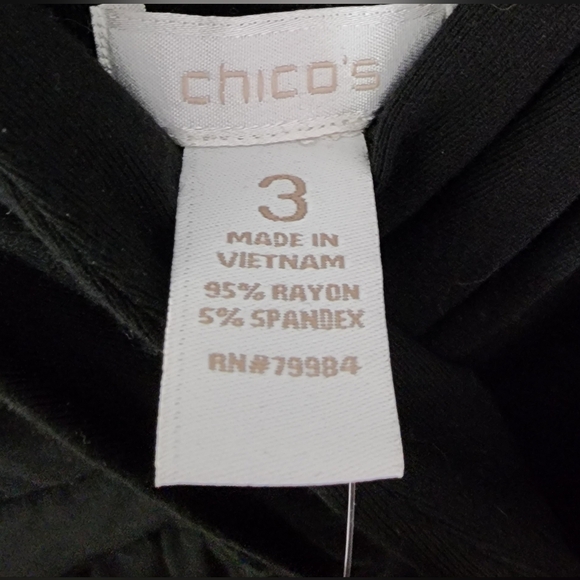 chico's
3
MADE IN
VIETNAM
95% RAYON
5% SPANDEX
RN#79984